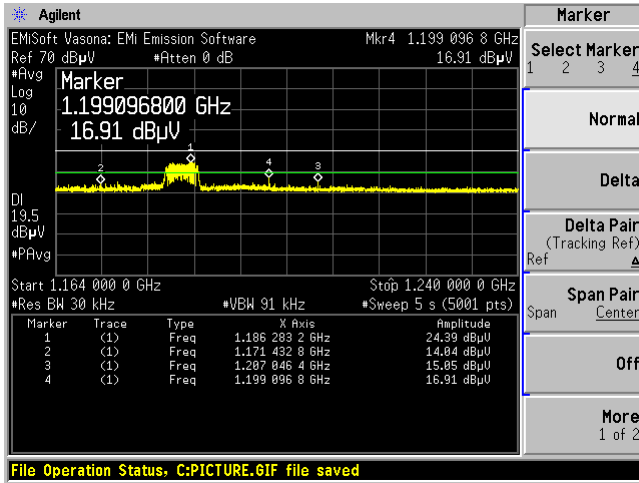 Agilent
Marker
EMiSoft Vasona: EMi Emission Software
Mkr4 1.199 096 8 GHz
Ref 70 dBµV
#Atten 0 dB
16.91 dBµV
#Avg
Log
10
dB/
Marker
1.199096800 GHz
16.91 dBµV
1
2
4
3
DI
19.5
dBµV
#PAvg
Start 1.164 000 0 GHz
Stop 1.240 000 0 GHz
#Res BW 30 kHz
#VBW 91 kHz
#Sweep 5 s (5001 pts)
Marker Trace Type X Axis Amplitude
1 (1) Freq 1.186 283 2 GHz 24.39 dBµV
2 (1) Freq 1.171 432 8 GHz 14.04 dBµV
3 (1) Freq 1.207 046 4 GHz 15.05 dBµV
4 (1) Freq 1.199 096 8 GHz 16.91 dBµV
Select Marker
1 2 3 4
Normal
Delta
Delta Pair
(Tracking Ref)
Ref Δ
Span Pair
Span Center
Off
More
1 of 2
File Operation Status, C:PICTURE.GIF file saved